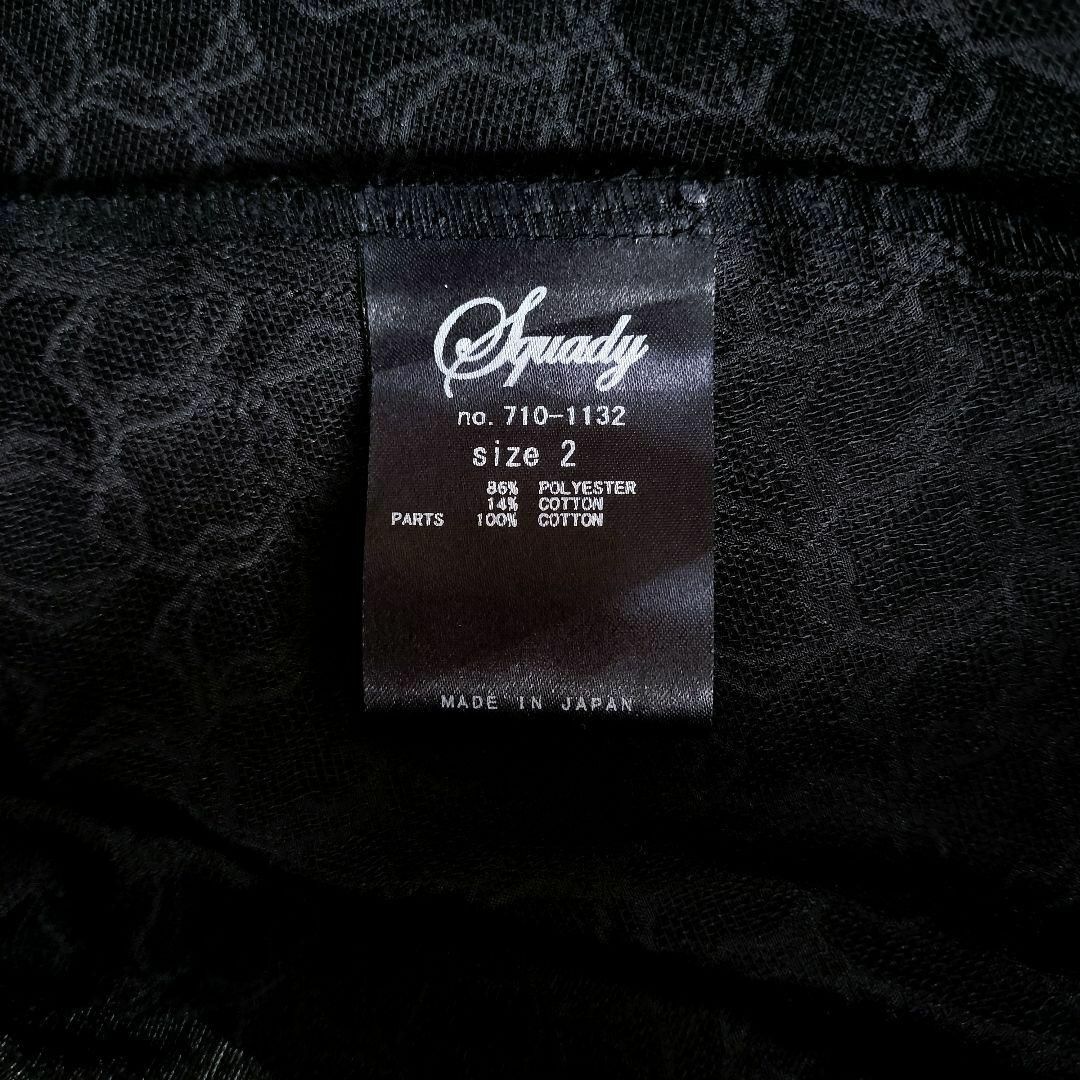 Squady
no. 710-1132
size 2
86% POLYESTER
14% COTTON
PARTS 100% COTTON
MADE IN JAPAN